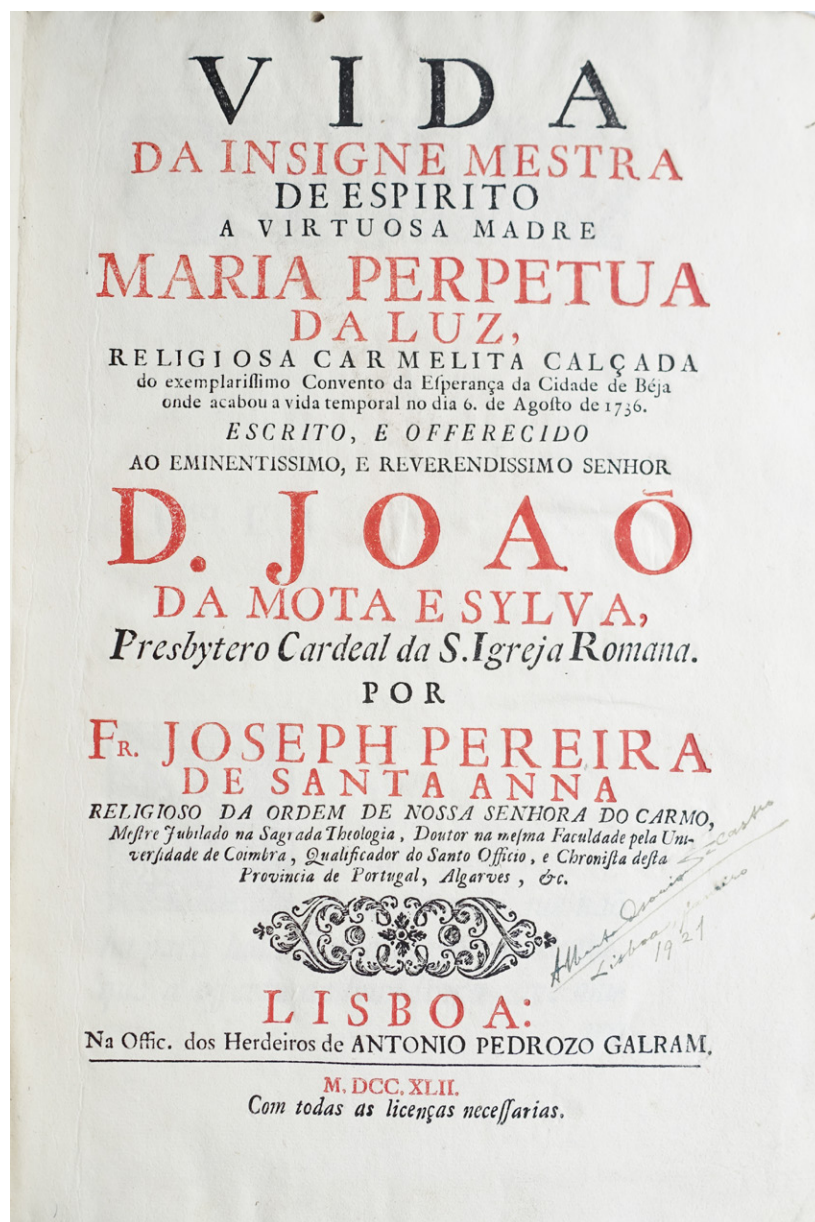 VIDA
DA INSIGNE MESTRA
DE ESPIRITO
A VIRTUOSA MADRE
MARIA PERPETUA
DA LUZ,
RELIGIOSA CARMELITA CALÇADA
do exemplariſſimo Convento da Eſperança da Cidade de Béja
onde acabou a vida temporal no dia 6. de Agoſto de 1736.
ESCRITO, E OFFERECIDO
AO EMINENTISSIMO, E REVERENDISSIMO SENHOR
D. JOAÕ
DA MOTA E SYLVA,
Presbytero Cardeal da S. Igreja Romana.
POR
FR. JOSEPH PEREIRA
DE SANTA ANNA
RELIGIOSO DA ORDEM DE NOSSA SENHORA DO CARMO,
Meſtre Jubilado na Sagrada Theologia, Doutor na meſma Faculdade pela Uni-
verſidade de Coimbra, Qualificador do Santo Officio, e Chroniſta deſta
Provincia de Portugal, Algarves, &c.
Alberto Osorio de Castro
Lisboa
1921
LISBOA:
Na Offic. dos Herdeiros de ANTONIO PEDROZO GALRAM,
M. DCC. XLII.
Com todas as licenças neceſſarias.